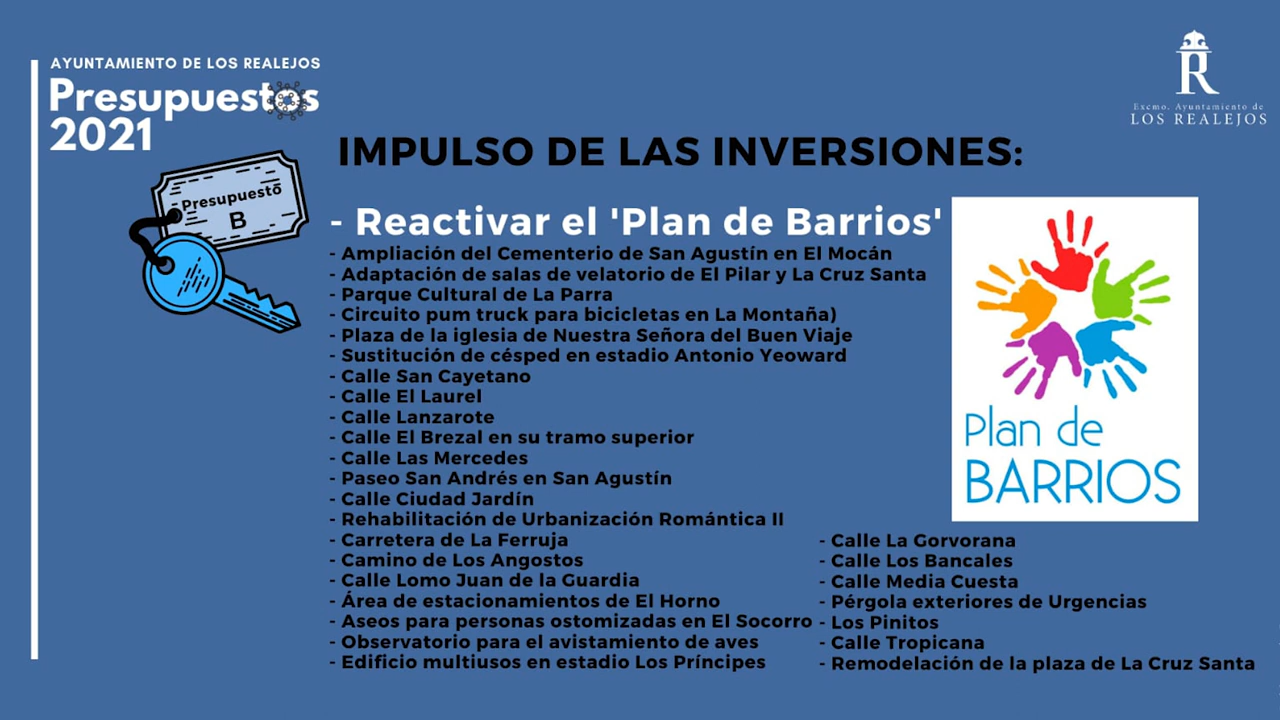 AYUNTAMIENTO DE LOS REALEJOS
Presupuestos
2021
Excmo. Ayuntamiento de
LOS REALEJOS
Presupuesto
B
IMPULSO DE LAS INVERSIONES:
- Reactivar el 'Plan de Barrios'
- Ampliación del Cementerio de San Agustín en El Mocán
- Adaptación de salas de velatorio de El Pilar y La Cruz Santa
- Parque Cultural de La Parra
- Circuito pum truck para bicicletas en La Montaña)
- Plaza de la iglesia de Nuestra Señora del Buen Viaje
- Sustitución de césped en estadio Antonio Yeoward
- Calle San Cayetano
- Calle El Laurel
- Calle Lanzarote
- Calle El Brezal en su tramo superior
- Calle Las Mercedes
- Paseo San Andrés en San Agustín
- Calle Ciudad Jardín
- Rehabilitación de Urbanización Romántica II
- Carretera de La Ferruja
- Camino de Los Angostos
- Calle Lomo Juan de la Guardia
- Área de estacionamientos de El Horno
- Aseos para personas ostomizadas en El Socorro
- Observatorio para el avistamiento de aves
- Edificio multiusos en estadio Los Príncipes
Plan de
BARRIOS
- Calle La Gorvorana
- Calle Los Bancales
- Calle Media Cuesta
- Pérgola exteriores de Urgencias
- Los Pinitos
- Calle Tropicana
- Remodelación de la plaza de La Cruz Santa